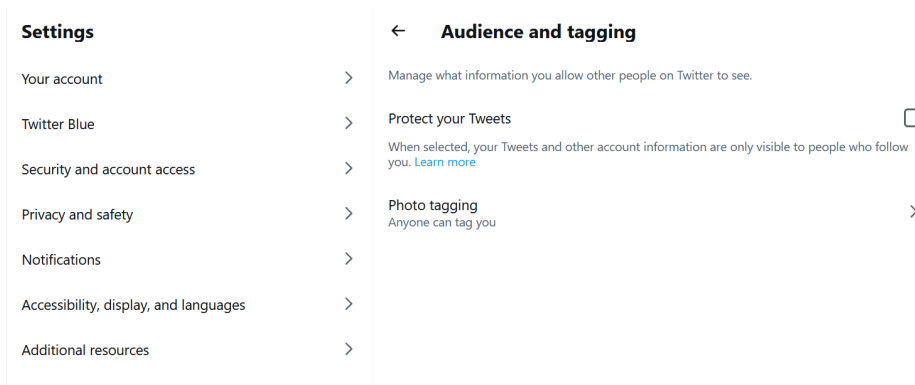 Settings
Your account
Twitter Blue
Security and account access
Privacy and safety
Notifications
Accessibility, display, and languages
Additional resources
Audience and tagging
Manage what information you allow other people on Twitter to see.
Protect your Tweets
When selected, your Tweets and other account information are only visible to people who follow
you. Learn more
Photo tagging
Anyone can tag you